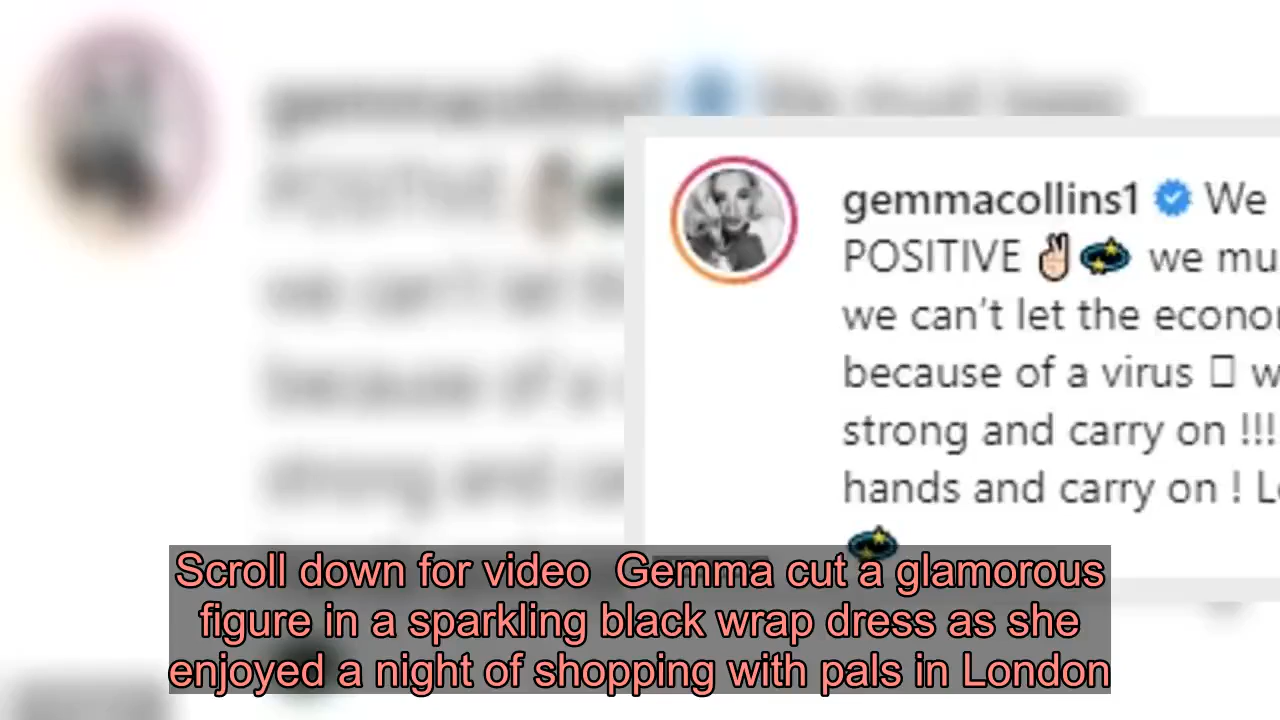 gemmacollins1 We
POSITIVE ✌🏻💫 we mu
we can't let the econo
because of a virus □ w
strong and carry on !!!
hands and carry on ! L
💫
Scroll down for video Gemma cut a glamorous
figure in a sparkling black wrap dress as she
enjoyed a night of shopping with pals in London